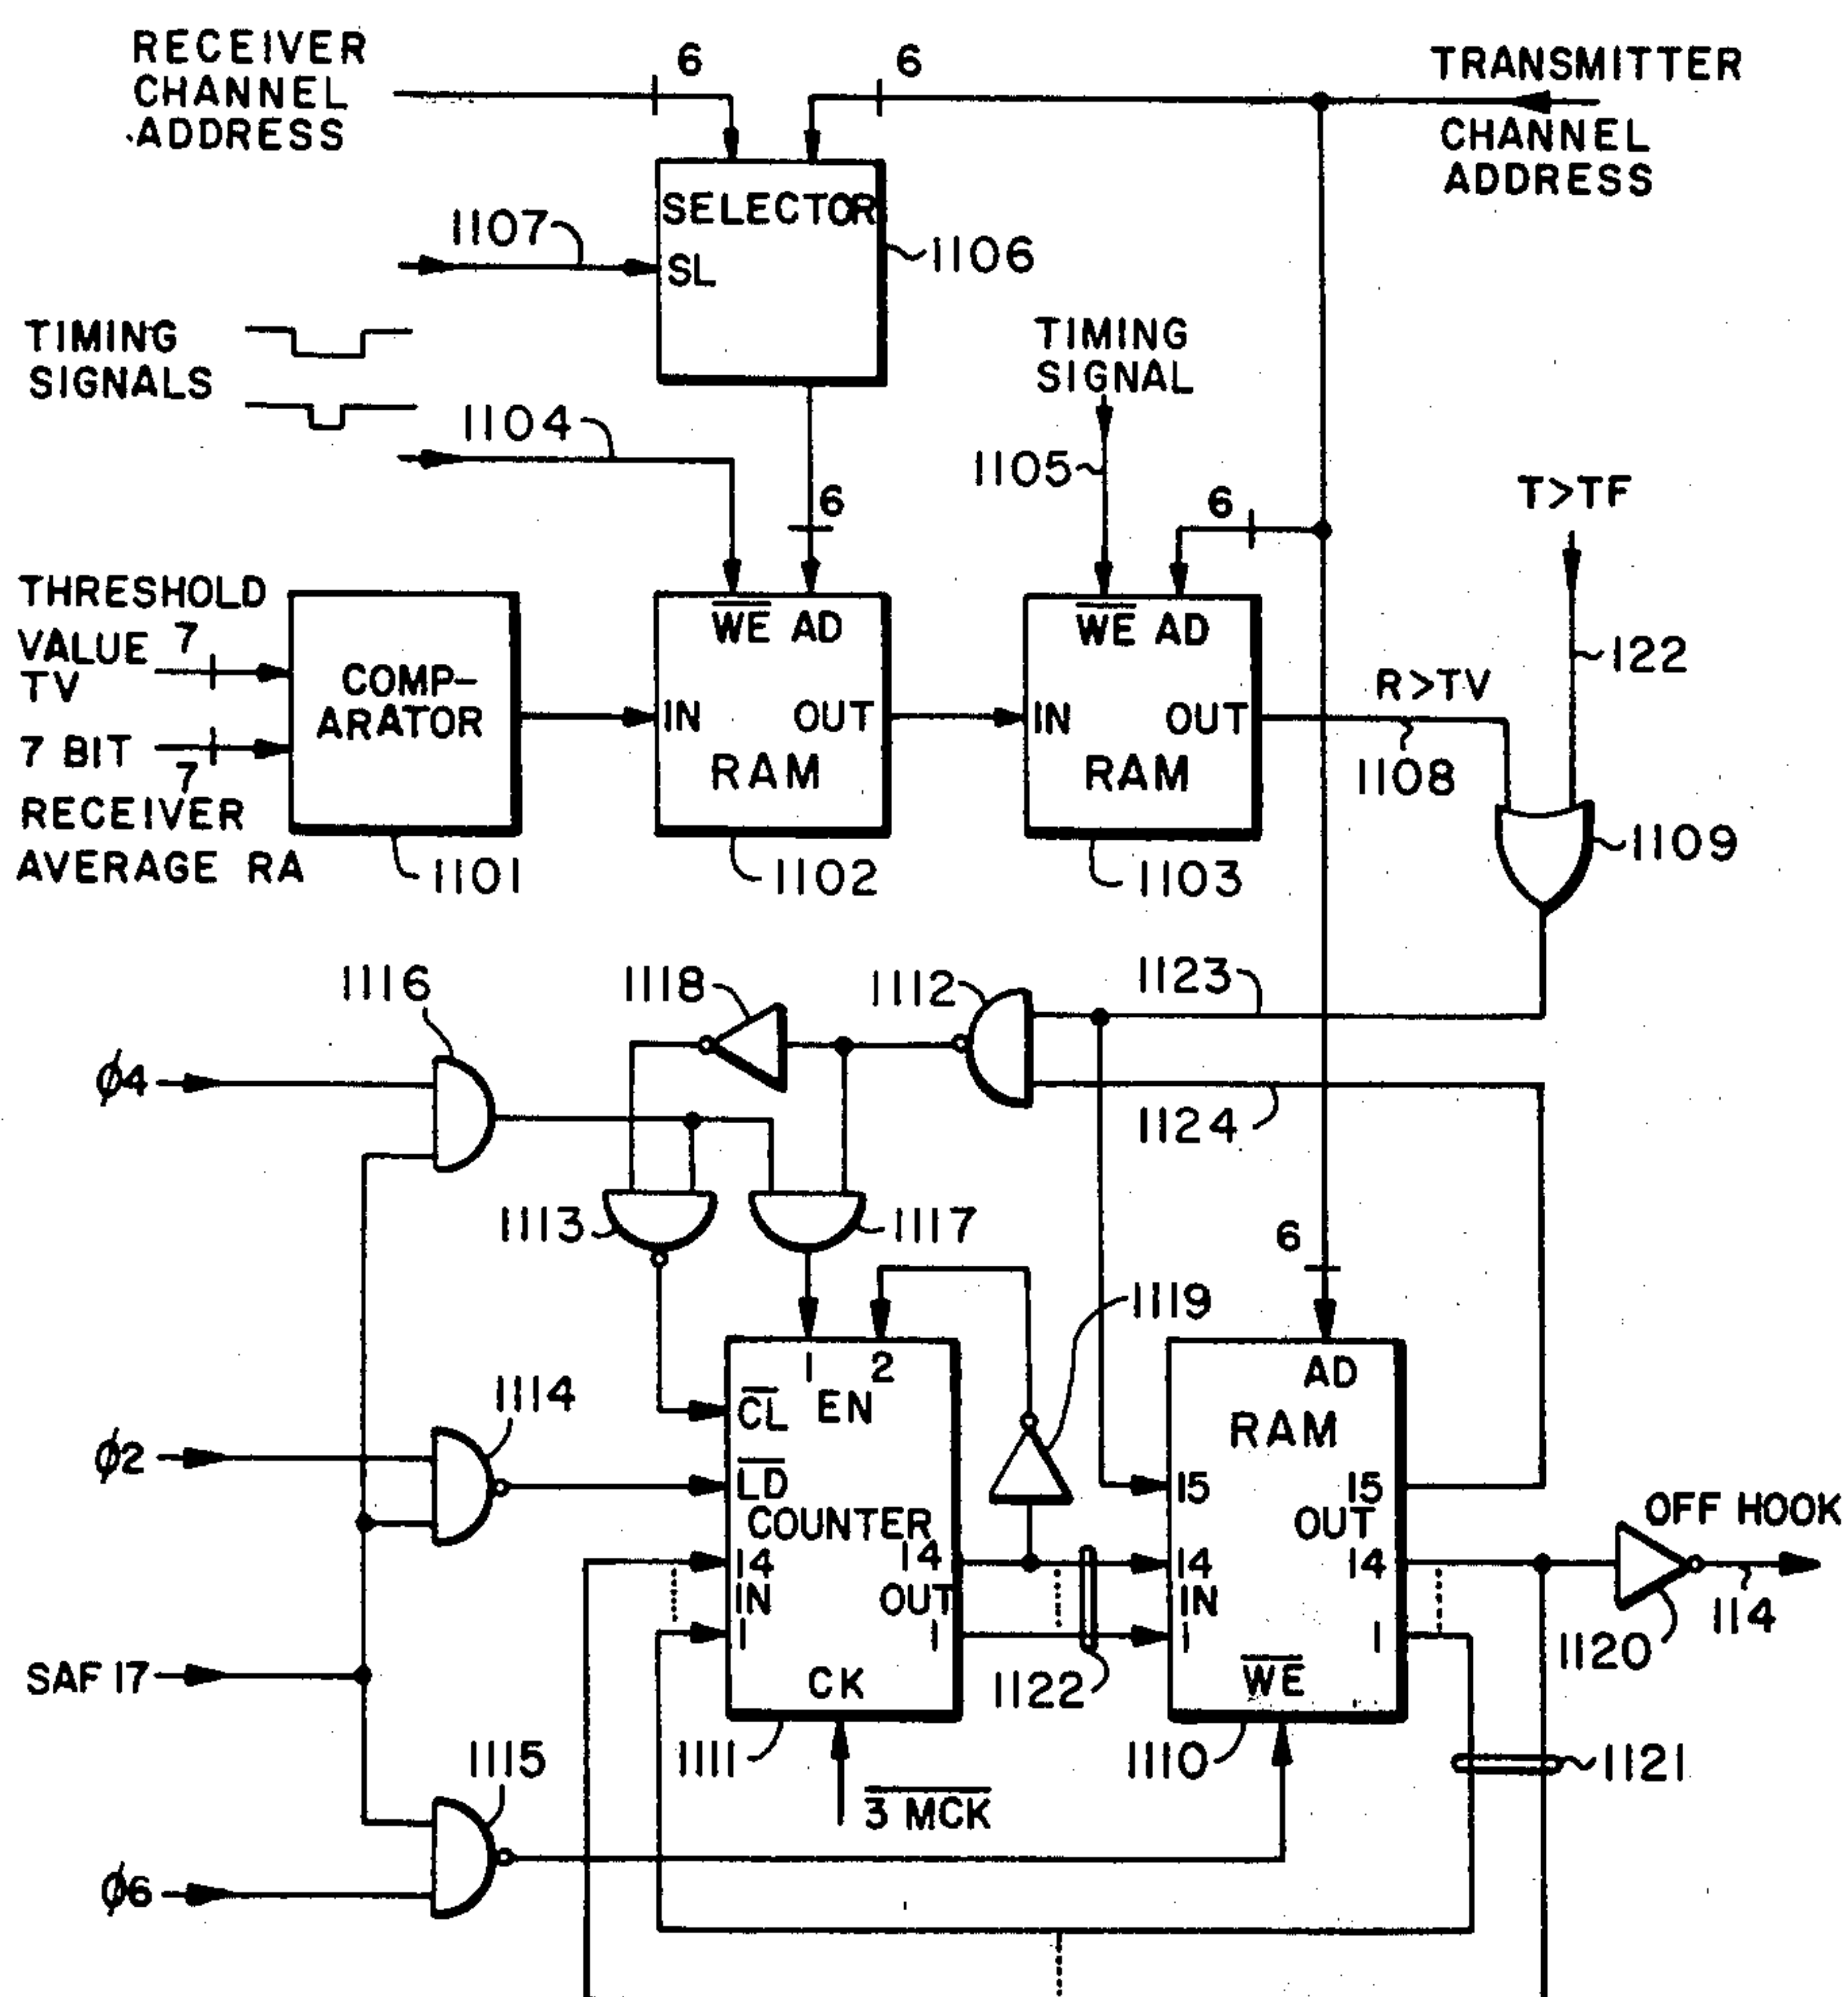 RECEIVER
CHANNEL
ADDRESS
6
6
TRANSMITTER
CHANNEL
ADDRESS
SELECTOR
SL
1107
1106
TIMING
SIGNALS
TIMING
SIGNAL
1104
1105
6
6
T>TF
122
THRESHOLD
VALUE 7
TV
7 BIT
7
RECEIVER
AVERAGE RA
COMP-
ARATOR
1101
WE AD
IN OUT
RAM
1102
WE AD
IN OUT
RAM
1103
R>TV
1108
1109
1116
1118
1112
1123
ϕ4
1124
1113
1117
6
1119
1114
1 2
EN
CL
LD
COUNTER
14 14
IN OUT
1 1
CK
AD
RAM
15 15
OUT
14 14
IN
1 1
WE
ϕ2
OFF HOOK
114
1120
SAF 17
1122
1115
1111
3 MCK
1110
1121
ϕ6